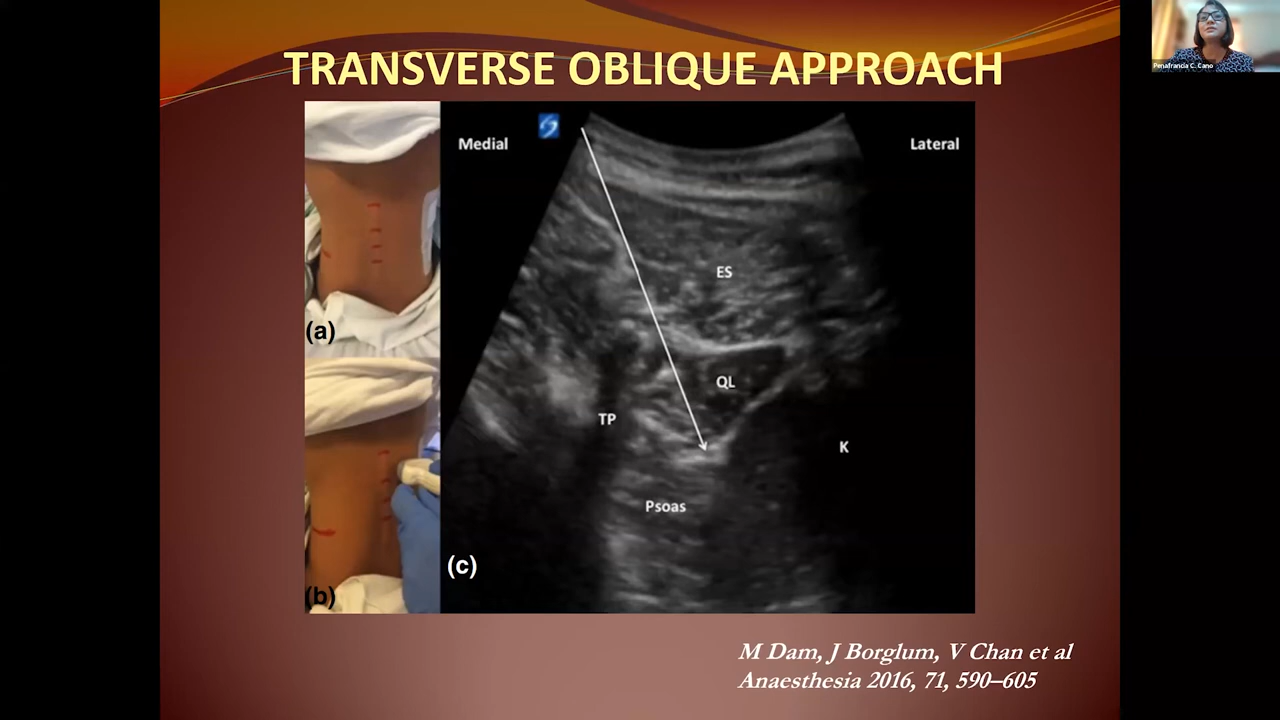 TRANSVERSE OBLIQUE APPROACH
Penafrancia C. Cano
Medial
Lateral
ES
QL
TP
K
Psoas
(a)
(b)
(c)
M Dam, J Borglum, V Chan et al
Anaesthesia 2016, 71, 590–605